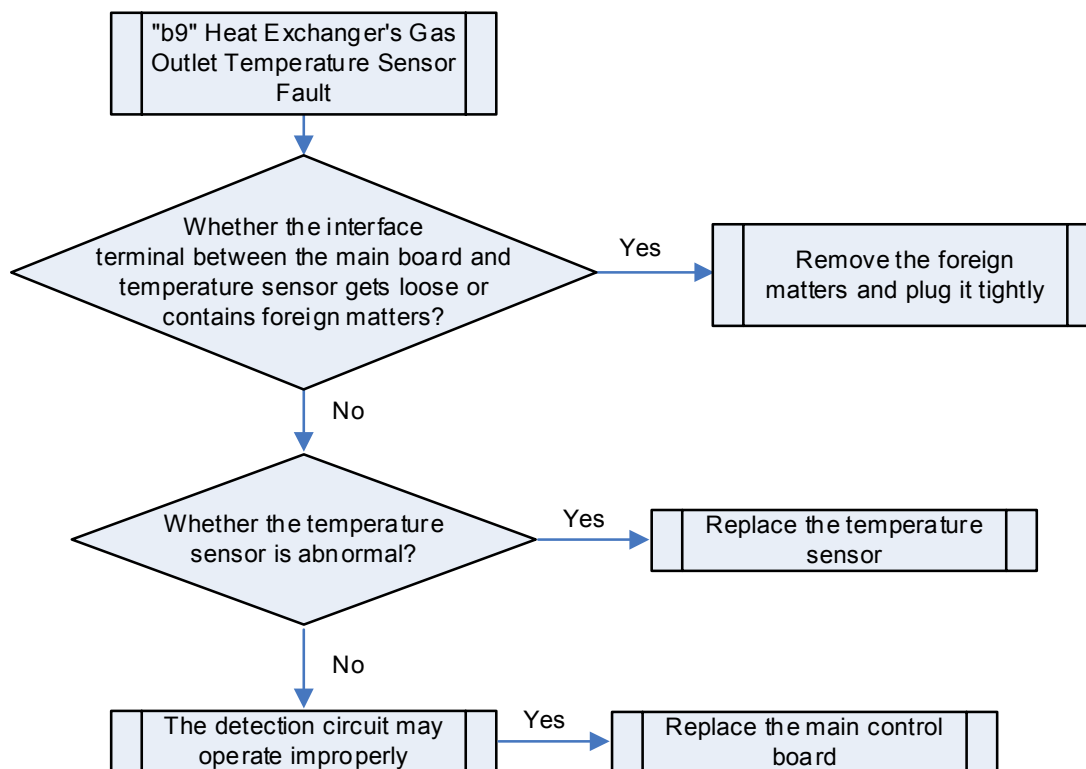 "b9" Heat Exchanger's Gas
Outlet Temperature Sensor
Fault
Whether the interface
terminal between the main board and
temperature sensor gets loose or
contains foreign matters?
Yes
Remove the foreign
matters and plug it tightly
No
Whether the temperature
sensor is abnormal?
Yes
Replace the temperature
sensor
No
The detection circuit may
operate improperly
Yes
Replace the main control
board